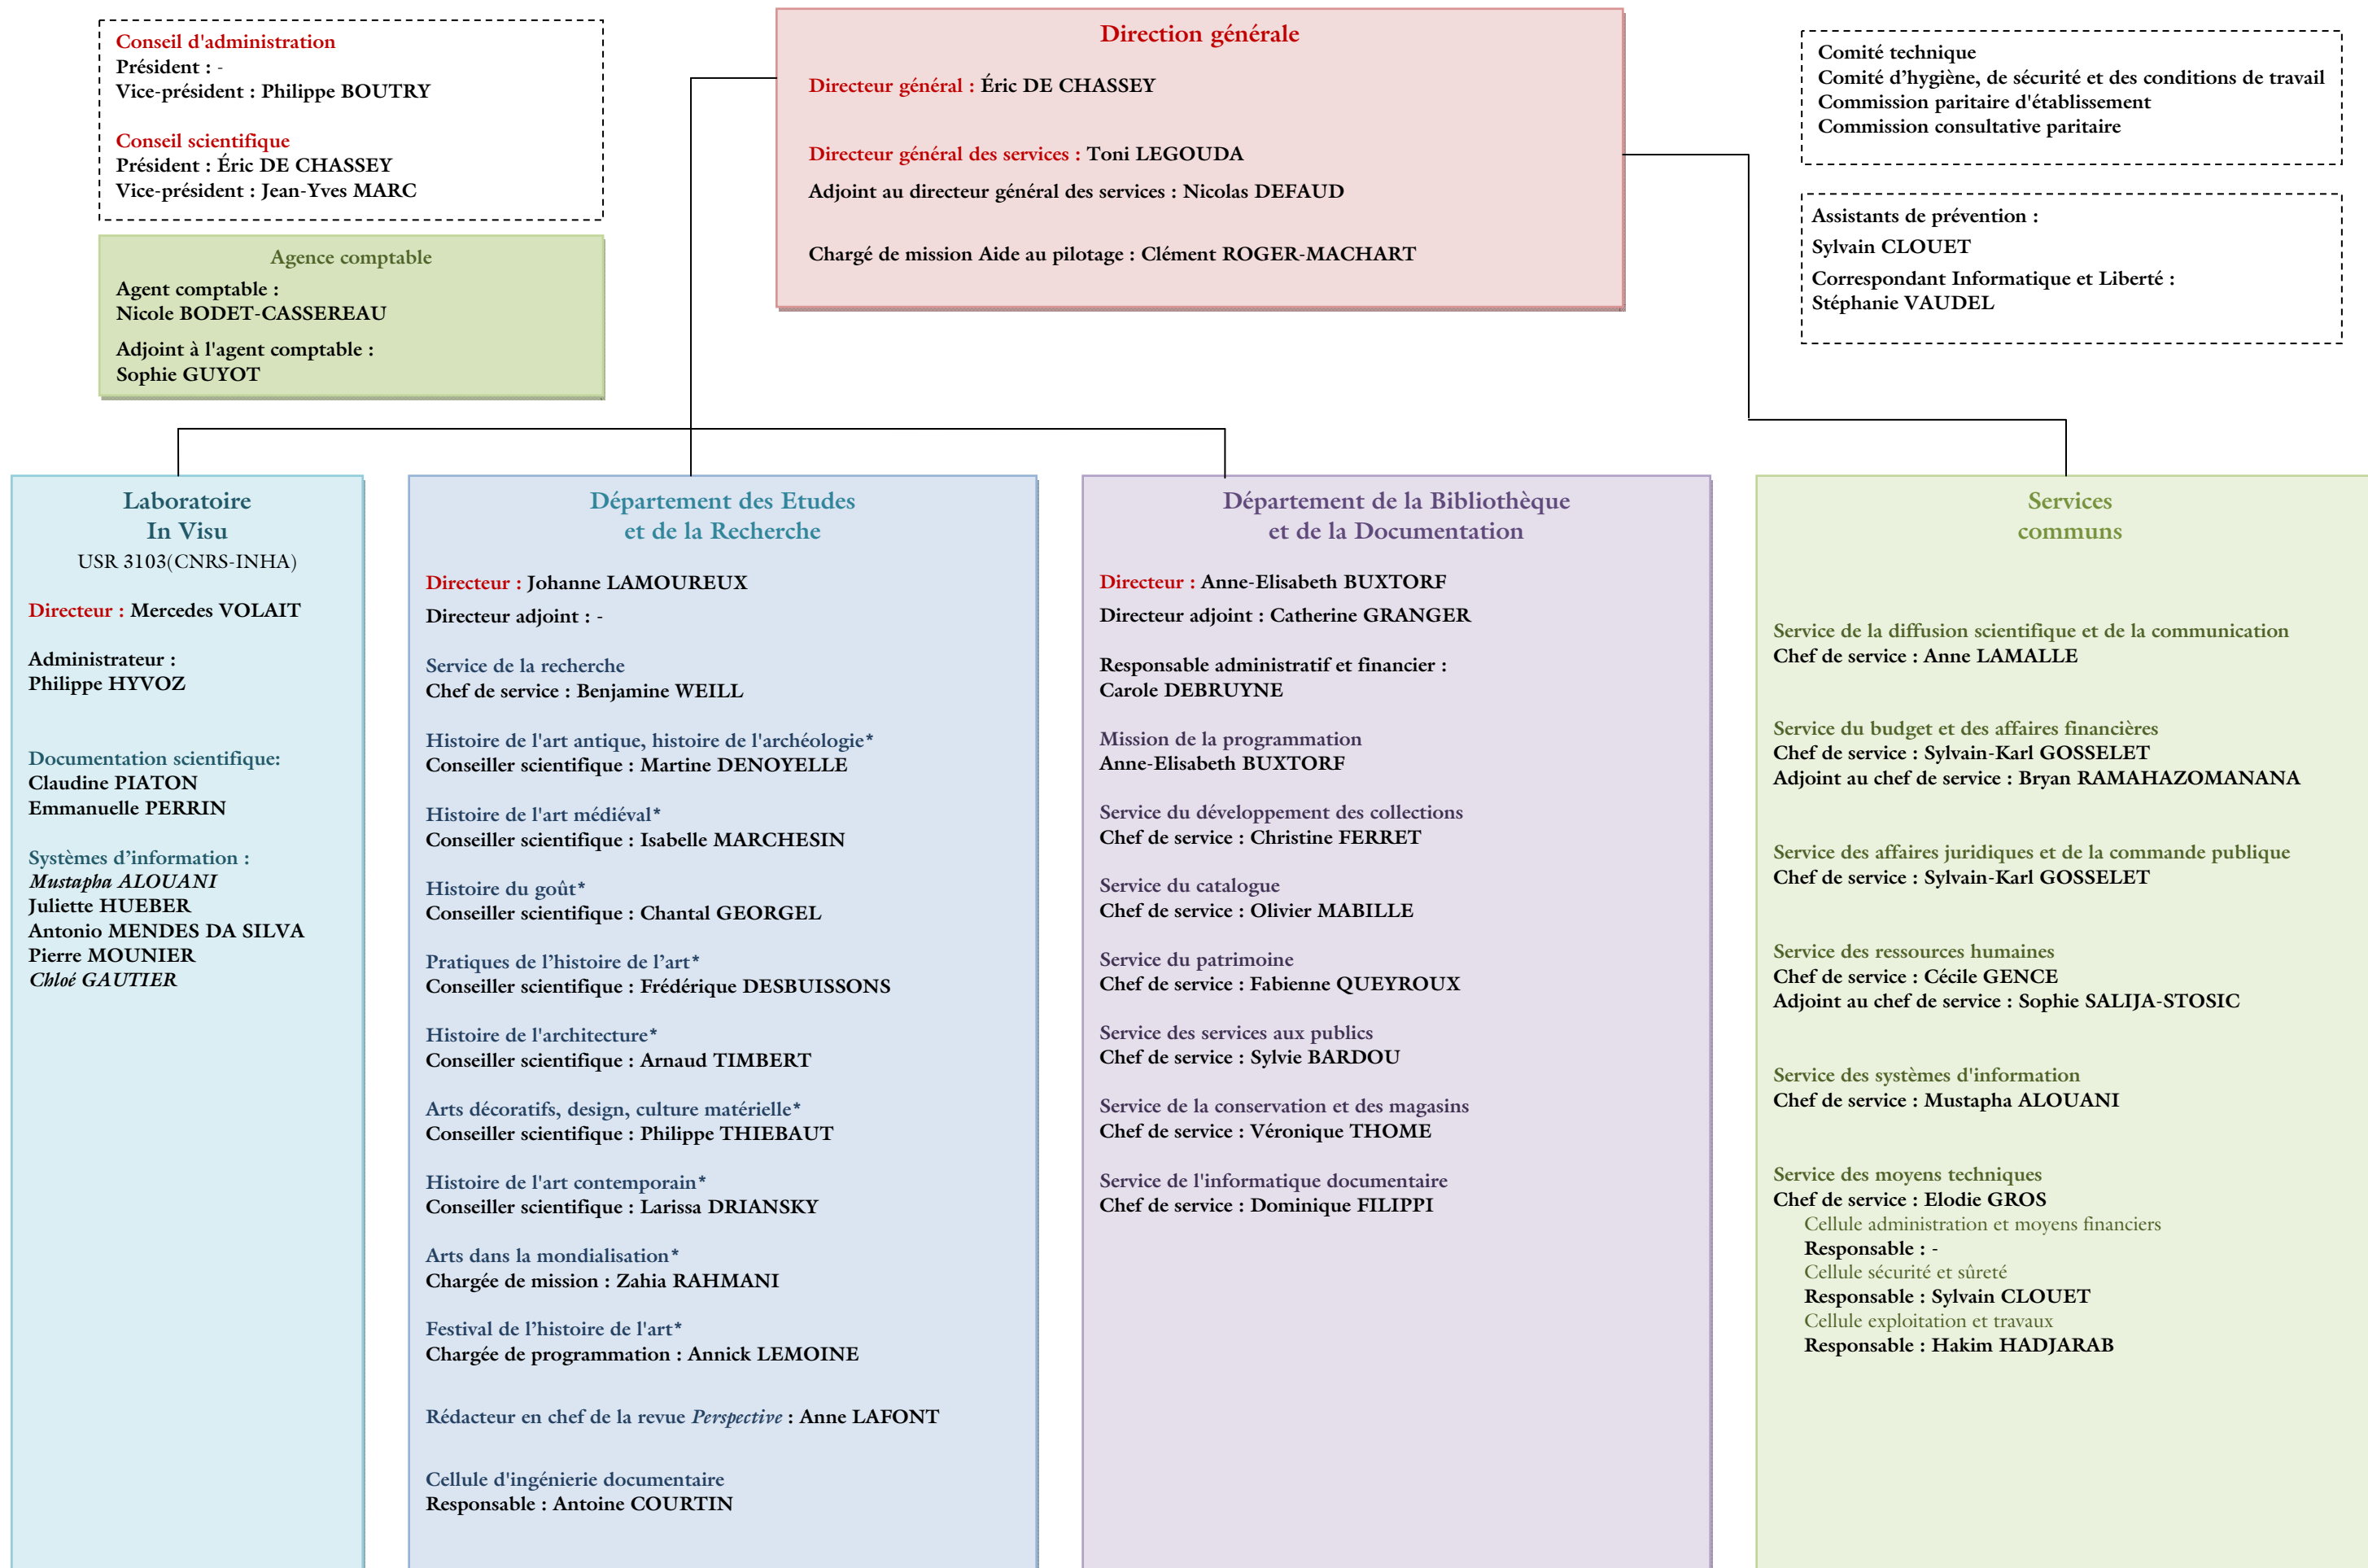 Conseil d'administration
Président : -
Vice-président : Philippe BOUTRY
Conseil scientifique
Président : Éric DE CHASSEY
Vice-président : Jean-Yves MARC
Agence comptable
Agent comptable :
Nicole BODET-CASSEREAU
Adjoint à l'agent comptable :
Sophie GUYOT
Direction générale
Directeur général : Éric DE CHASSEY
Directeur général des services : Toni LEGOUDA
Adjoint au directeur général des services : Nicolas DEFAUD
Chargé de mission Aide au pilotage : Clément ROGER-MACHART
Comité technique
Comité d’hygiène, de sécurité et des conditions de travail
Commission paritaire d'établissement
Commission consultative paritaire
Assistants de prévention :
Sylvain CLOUET
Correspondant Informatique et Liberté :
Stéphanie VAUDEL
Laboratoire
In Visu
USR 3103(CNRS-INHA)
Directeur : Mercedes VOLAIT
Administrateur :
Philippe HYVOZ
Documentation scientifique:
Claudine PIATON
Emmanuelle PERRIN
Systèmes d’information :
Mustapha ALOUANI
Juliette HUEBER
Antonio MENDES DA SILVA
Pierre MOUNIER
Chloé GAUTIER
Département des Etudes
et de la Recherche
Directeur : Johanne LAMOUREUX
Directeur adjoint : -
Service de la recherche
Chef de service : Benjamine WEILL
Histoire de l'art antique, histoire de l'archéologie*
Conseiller scientifique : Martine DENOYELLE
Histoire de l'art médiéval*
Conseiller scientifique : Isabelle MARCHESIN
Histoire du goût*
Conseiller scientifique : Chantal GEORGEL
Pratiques de l’histoire de l’art*
Conseiller scientifique : Frédérique DESBUISSONS
Histoire de l'architecture*
Conseiller scientifique : Arnaud TIMBERT
Arts décoratifs, design, culture matérielle*
Conseiller scientifique : Philippe THIEBAUT
Histoire de l'art contemporain*
Conseiller scientifique : Larissa DRIANSKY
Arts dans la mondialisation*
Chargée de mission : Zahia RAHMANI
Festival de l’histoire de l'art*
Chargée de programmation : Annick LEMOINE
Rédacteur en chef de la revue Perspective : Anne LAFONT
Cellule d'ingénierie documentaire
Responsable : Antoine COURTIN
Département de la Bibliothèque
et de la Documentation
Directeur : Anne-Elisabeth BUXTORF
Directeur adjoint : Catherine GRANGER
Responsable administratif et financier :
Carole DEBRUYNE
Mission de la programmation
Anne-Elisabeth BUXTORF
Service du développement des collections
Chef de service : Christine FERRET
Service du catalogue
Chef de service : Olivier MABILLE
Service du patrimoine
Chef de service : Fabienne QUEYROUX
Service des services aux publics
Chef de service : Sylvie BARDOU
Service de la conservation et des magasins
Chef de service : Véronique THOME
Service de l'informatique documentaire
Chef de service : Dominique FILIPPI
Services
communs
Service de la diffusion scientifique et de la communication
Chef de service : Anne LAMALLE
Service du budget et des affaires financières
Chef de service : Sylvain-Karl GOSSELET
Adjoint au chef de service : Bryan RAMAHAZOMANANA
Service des affaires juridiques et de la commande publique
Chef de service : Sylvain-Karl GOSSELET
Service des ressources humaines
Chef de service : Cécile GENCE
Adjoint au chef de service : Sophie SALIJA-STOSIC
Service des systèmes d'information
Chef de service : Mustapha ALOUANI
Service des moyens techniques
Chef de service : Elodie GROS
Cellule administration et moyens financiers
Responsable : -
Cellule sécurité et sûreté
Responsable : Sylvain CLOUET
Cellule exploitation et travaux
Responsable : Hakim HADJARAB